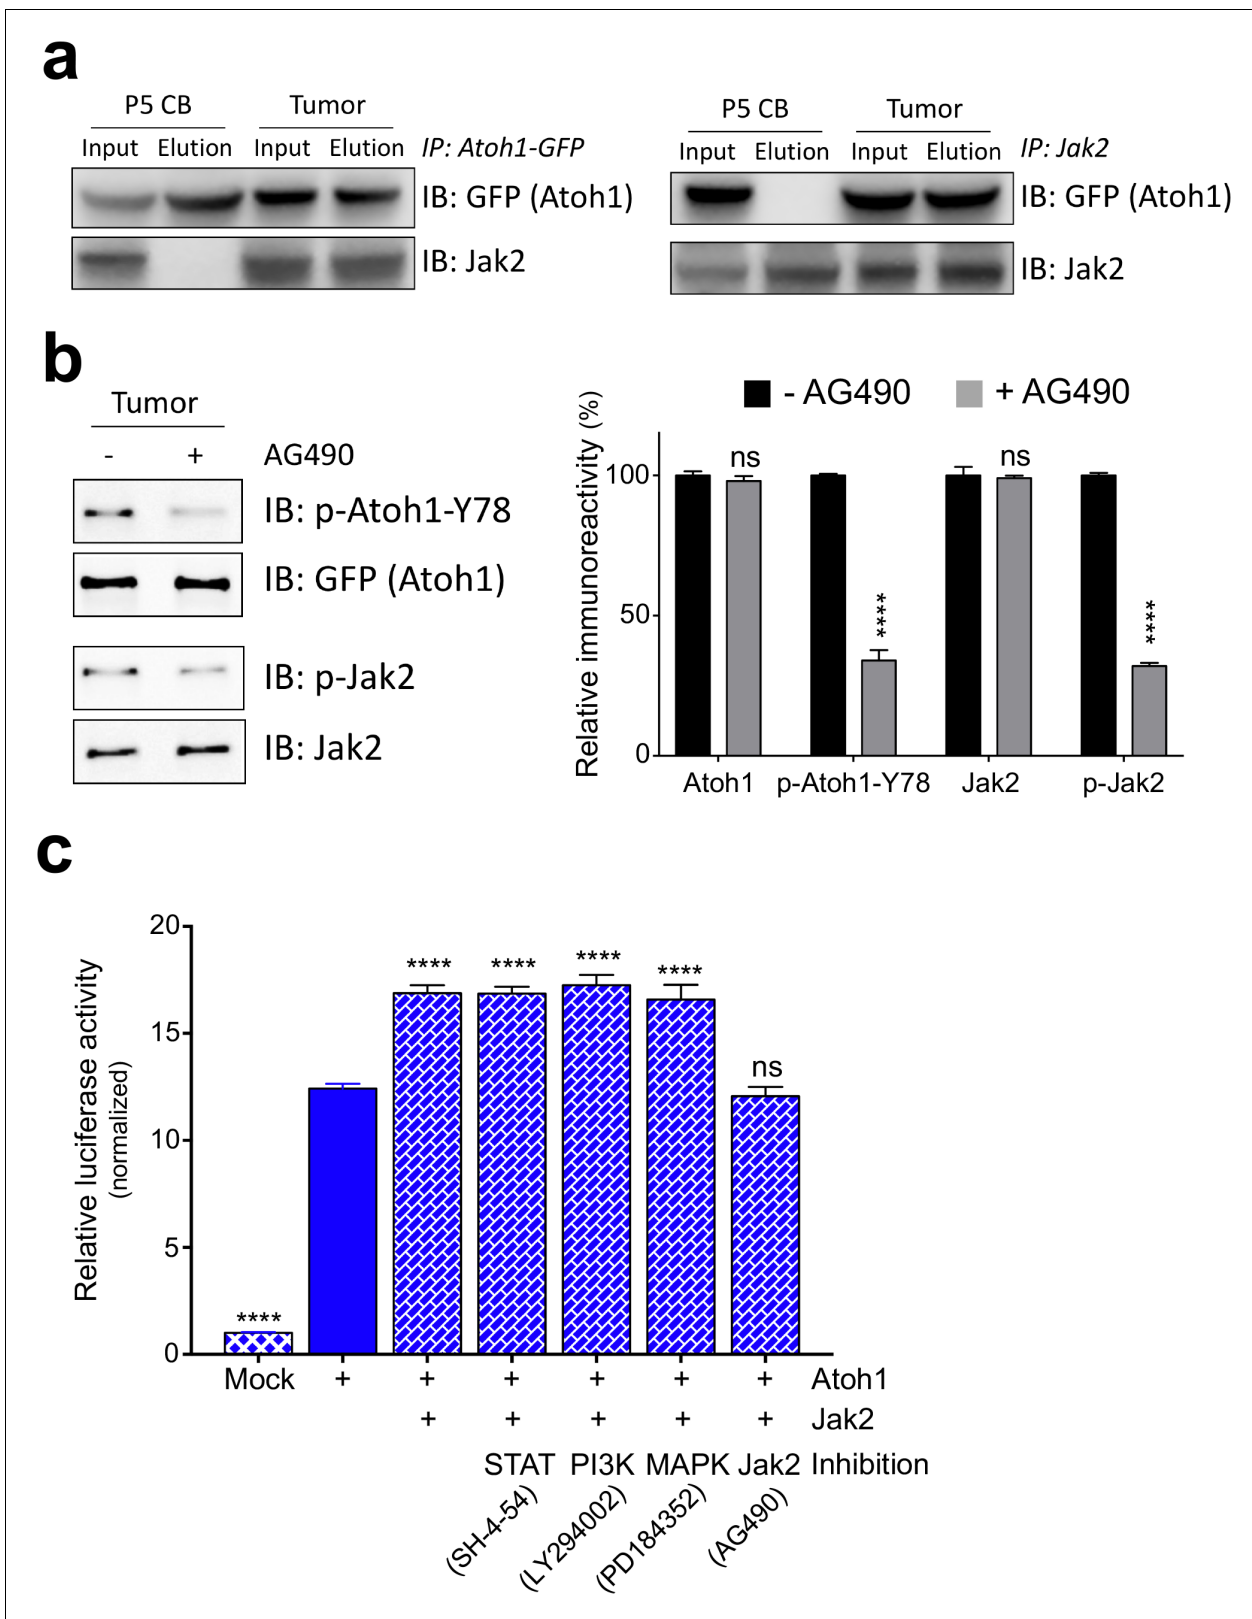 a
P5 CB Tumor
Input Elution Input Elution IP: Atoh1-GFP
IB: GFP (Atoh1)
IB: Jak2
P5 CB Tumor
Input Elution Input Elution IP: Jak2
IB: GFP (Atoh1)
IB: Jak2
b
Tumor
- + AG490
IB: p-Atoh1-Y78
IB: GFP (Atoh1)
IB: p-Jak2
IB: Jak2
- AG490 + AG490
Relative immunoreactivity (%)
100
50
0
ns
****
ns
****
Atoh1 p-Atoh1-Y78 Jak2 p-Jak2
c
Relative luciferase activity
(normalized)
20
15
10
5
0
**** **** **** **** **** ns
Mock + + + + + + Atoh1
+ + + + + Jak2
STAT PI3K MAPK Jak2 Inhibition
(SH-4-54) (LY294002) (PD184352) (AG490)